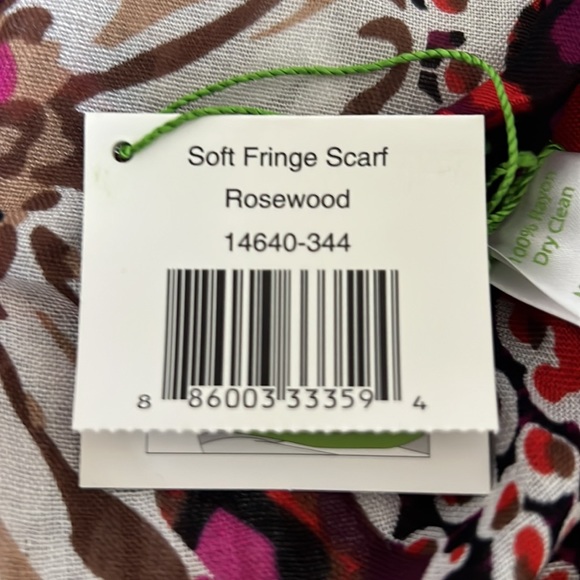 Soft Fringe Scarf
Rosewood
14640-344
8 86003 33359 4
100% Rayon
Dry Clean